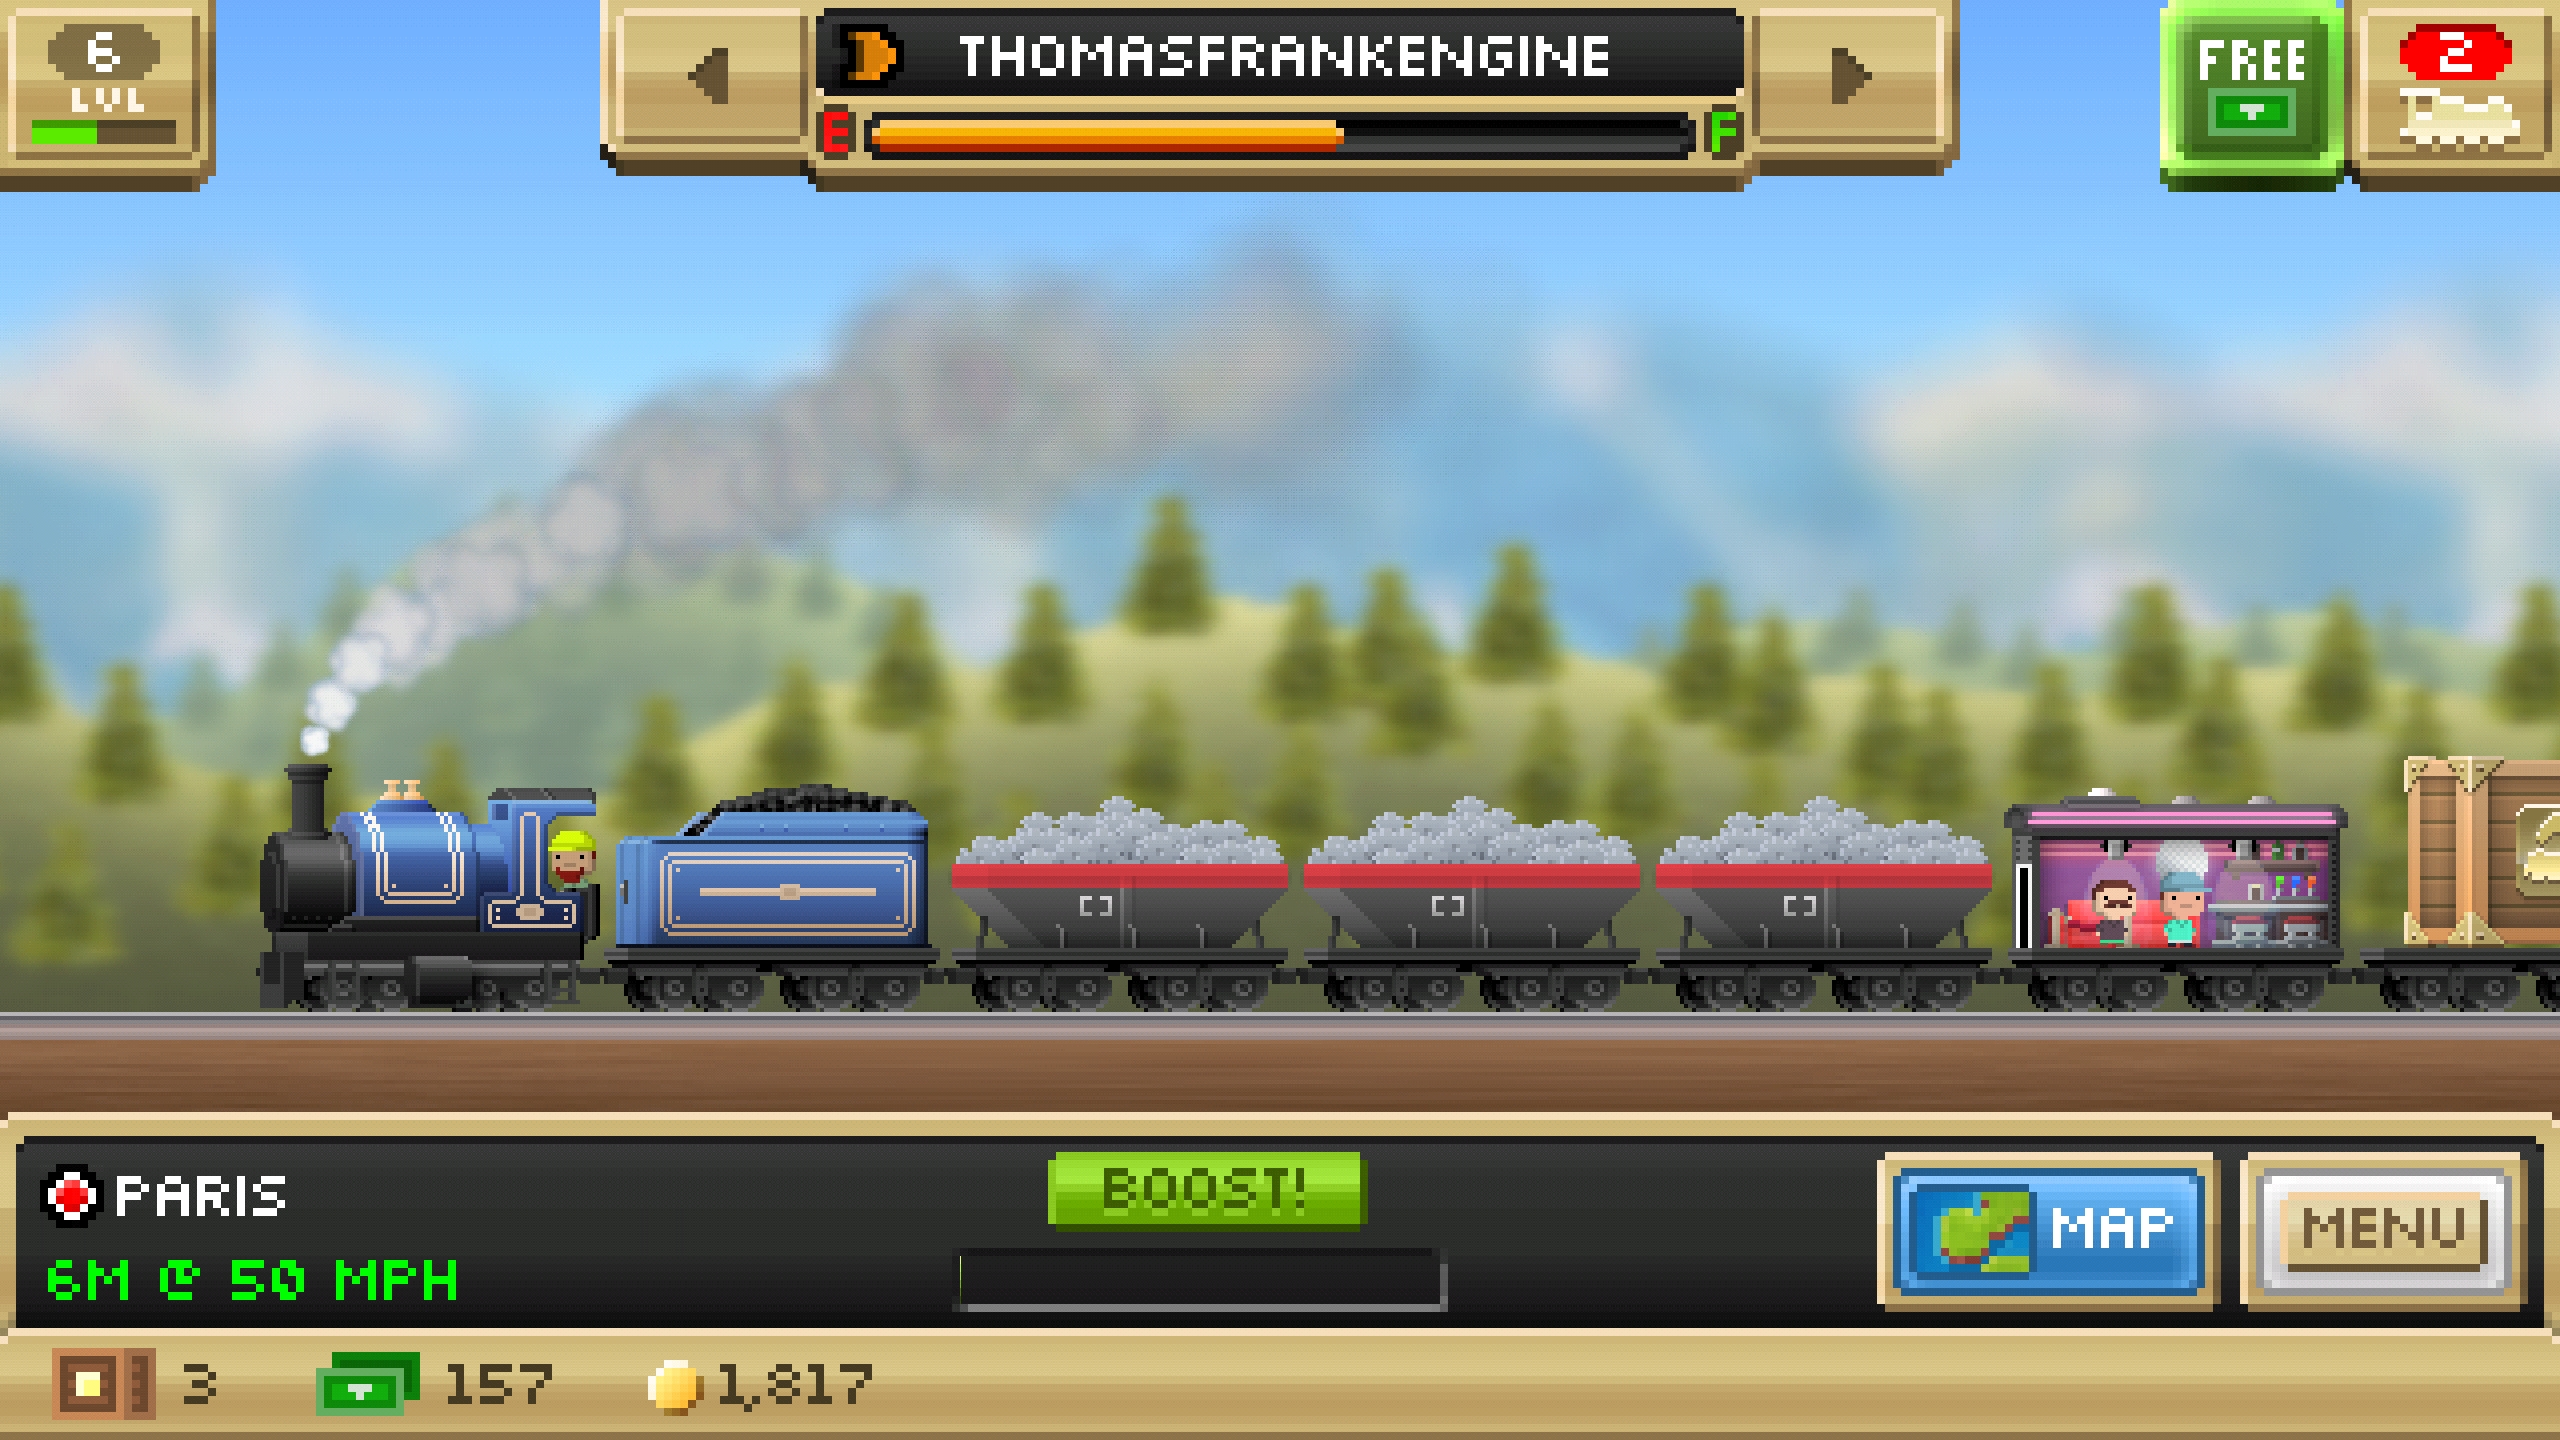 6
LVL
THOMASFRANKENGINE
E F
FREE
2
PARIS
BOOST!
6M @ 50 MPH
MAP
MENU
3 157 1,817